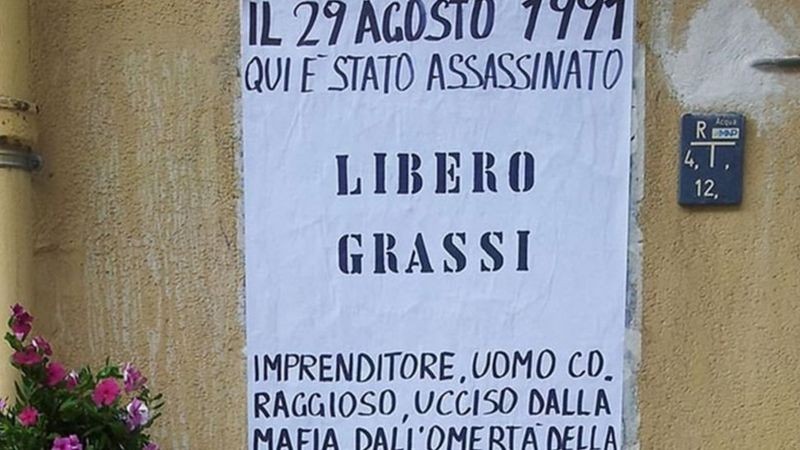 IL 29 AGOSTO 1991
QUI È STATO ASSASSINATO
LIBERO
GRASSI
IMPRENDITORE, UOMO CO.
RAGGIOSO, UCCISO DALLA
MAFIA, DALL'OMERTÀ DELLA
Acqua
R
4, T,
12,